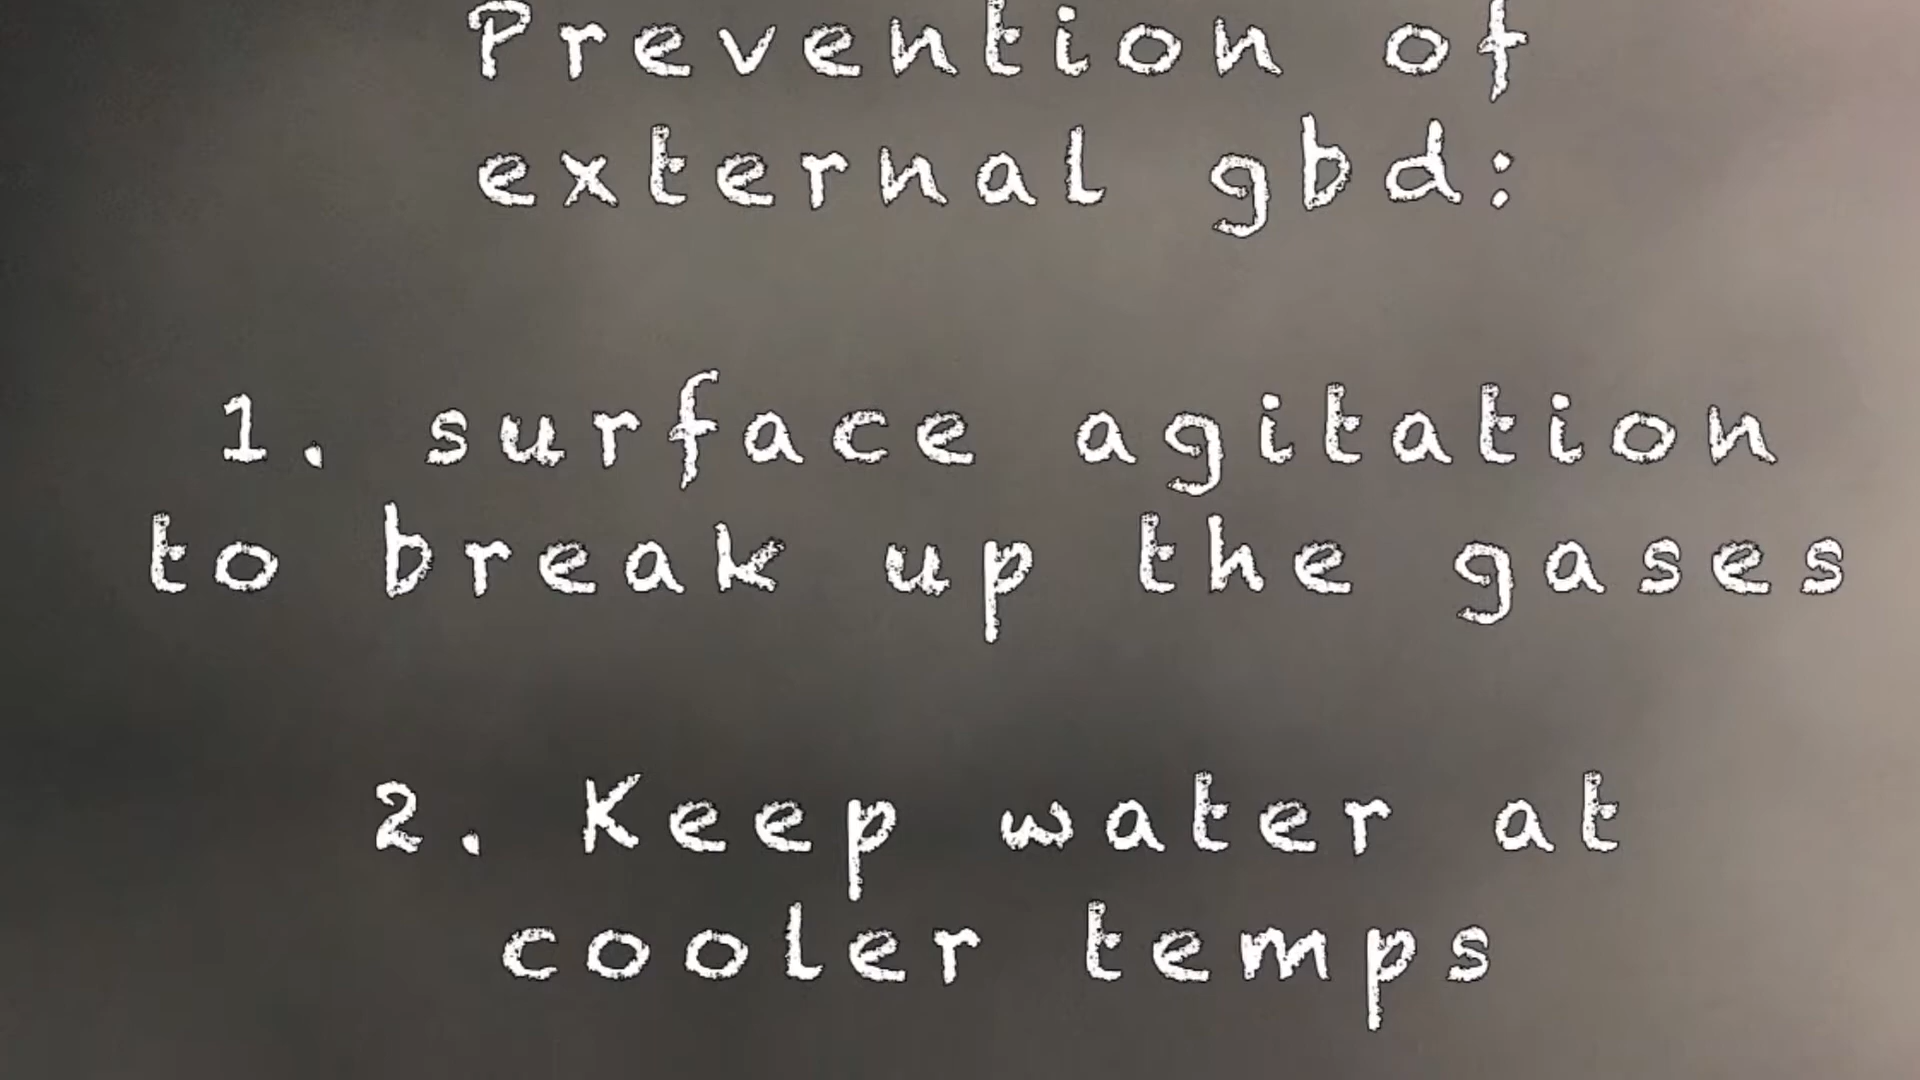 Prevention of
external gbd:
1. surface agitation
to break up the gases
2. Keep water at
cooler temps